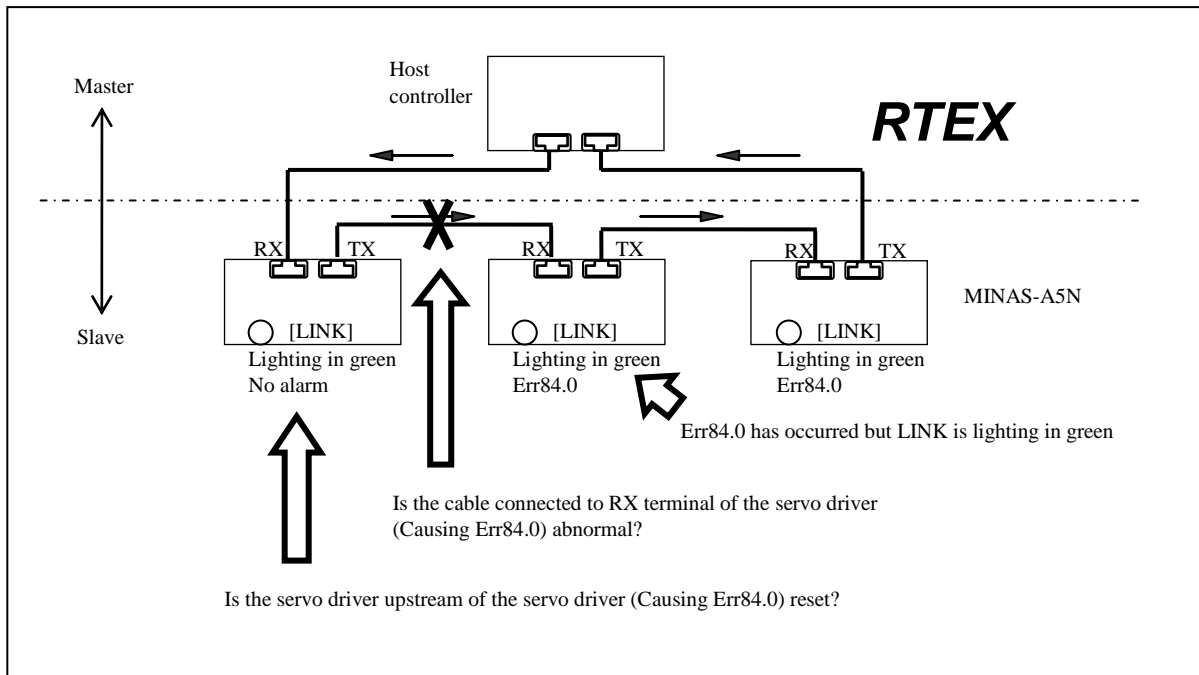 Host
controller
Master
RTEX
RX
TX
RX
TX
RX
TX
MINAS-A5N
Slave
[LINK]
[LINK]
[LINK]
Lighting in green
No alarm
Lighting in green
Err84.0
Lighting in green
Err84.0
Err84.0 has occurred but LINK is lighting in green
Is the cable connected to RX terminal of the servo driver
(Causing Err84.0) abnormal?
Is the servo driver upstream of the servo driver (Causing Err84.0) reset?